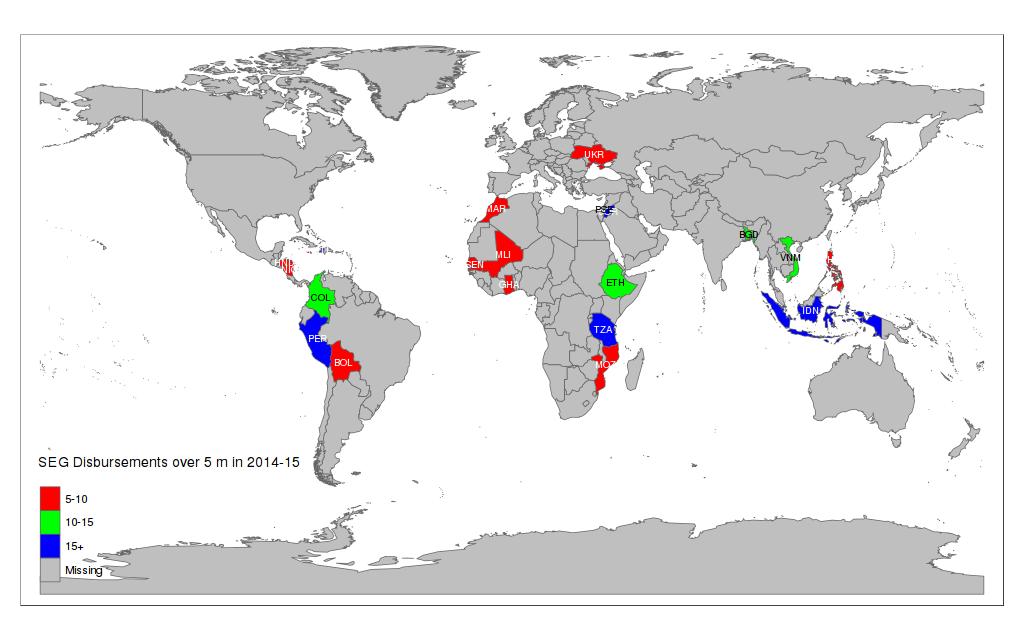 UKR
MAR
PSE
BGD
MLI
SEN
VNM
HND
NIC
GHA
ETH
COL
IDN
TZA
PER
BOL
MOZ
SEG Disbursements over 5 m in 2014-15
5-10
10-15
15+
Missing